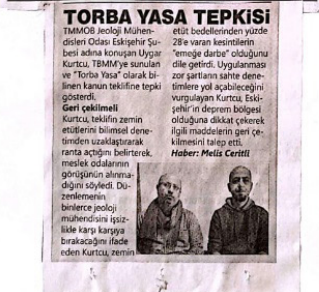 TORBA YASA TEPKİSİ
TMMOB Jeoloji Mühen-
disleri Odası Eskişehir Şu-
besi adına konuşan Uygar
Kurtcu, TBMM'ye sunulan
ve "Torba Yasa" olarak bi-
linen kanun teklifine tepki
gösterdi.
Geri çekilmeli
Kurtcu, teklifin zemin
etütlerini bilimsel dene-
timden uzaklaştırarak
ranta açtığını belirterek,
meslek odalarının
görüşünün alınma-
dığını söyledi. Dü-
zenlemenin
binlerce jeoloji
mühendisini işsiz-
likle karşı karşıya
bırakacağını ifade
eden Kurtcu, zemin
etüt bedellerinden yüzde
28'e varan kesintilerin
"emeğe darbe" olduğunu
dile getirdi. Uygulanması
zor şartların sahte dene-
timlere yol açabileceğini
vurgulayan Kurtcu, Eski-
şehir'in deprem bölgesi
olduğuna dikkat çekerek
ilgili maddelerin geri çe-
kilmesini talep etti.
Haber: Melis Ceritli